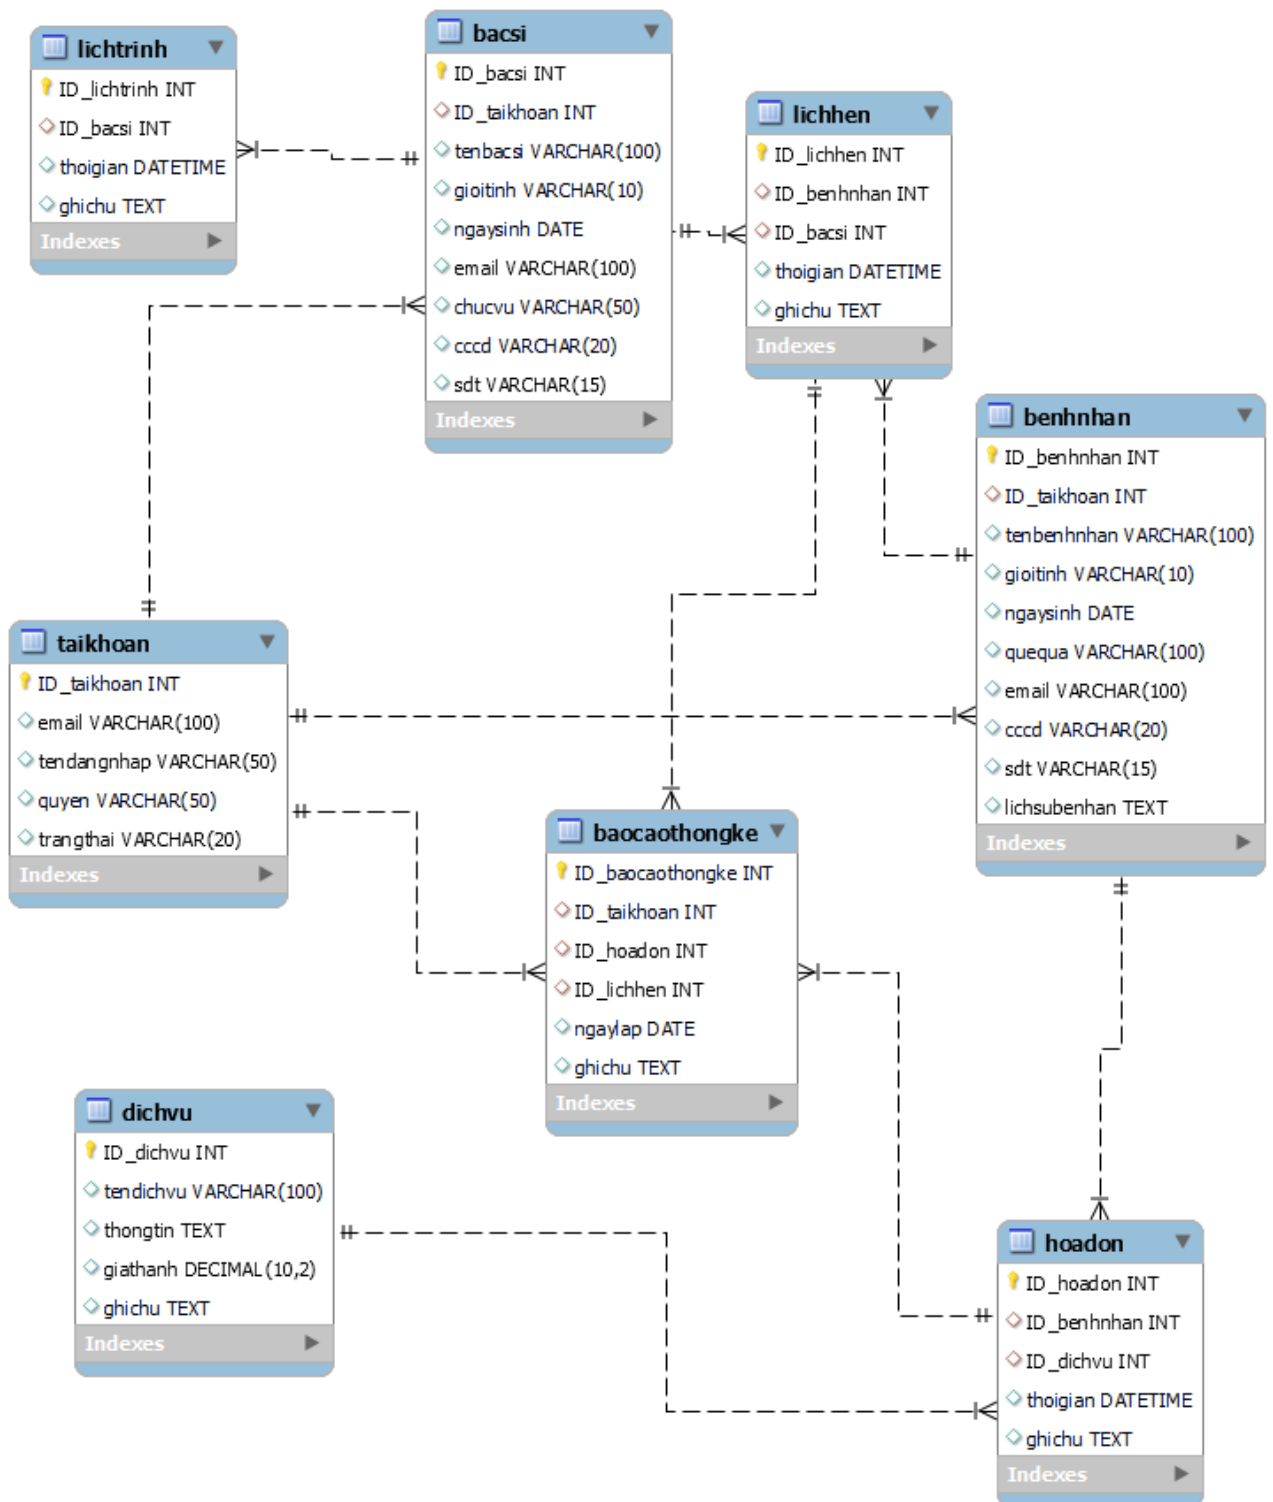 lichtrinh
ID_lichtrinh INT
ID_bacsi INT
thoigian DATETIME
ghichu TEXT
Indexes
bacsi
ID_bacsi INT
ID_taikhoan INT
tenbacsi VARCHAR(100)
gioitinh VARCHAR(10)
ngaysinh DATE
email VARCHAR(100)
chucvu VARCHAR(50)
cccd VARCHAR(20)
sdt VARCHAR(15)
Indexes
lichhen
ID_lichhen INT
ID_benhnhan INT
ID_bacsi INT
thoigian DATETIME
ghichu TEXT
Indexes
benhnhan
ID_benhnhan INT
ID_taikhoan INT
tenbenhnhan VARCHAR(100)
gioitinh VARCHAR(10)
ngaysinh DATE
quequa VARCHAR(100)
email VARCHAR(100)
cccd VARCHAR(20)
sdt VARCHAR(15)
lichsubenhan TEXT
Indexes
taikhoan
ID_taikhoan INT
email VARCHAR(100)
tendangnhap VARCHAR(50)
quyen VARCHAR(50)
trangthai VARCHAR(20)
Indexes
baocaothongke
ID_baocaothongke INT
ID_taikhoan INT
ID_hoadon INT
ID_lichhen INT
ngaylap DATE
ghichu TEXT
Indexes
dichvu
ID_dichvu INT
tendichvu VARCHAR(100)
thongtin TEXT
giathanh DECIMAL(10,2)
ghichu TEXT
Indexes
hoadon
ID_hoadon INT
ID_benhnhan INT
ID_dichvu INT
thoigian DATETIME
ghichu TEXT
Indexes